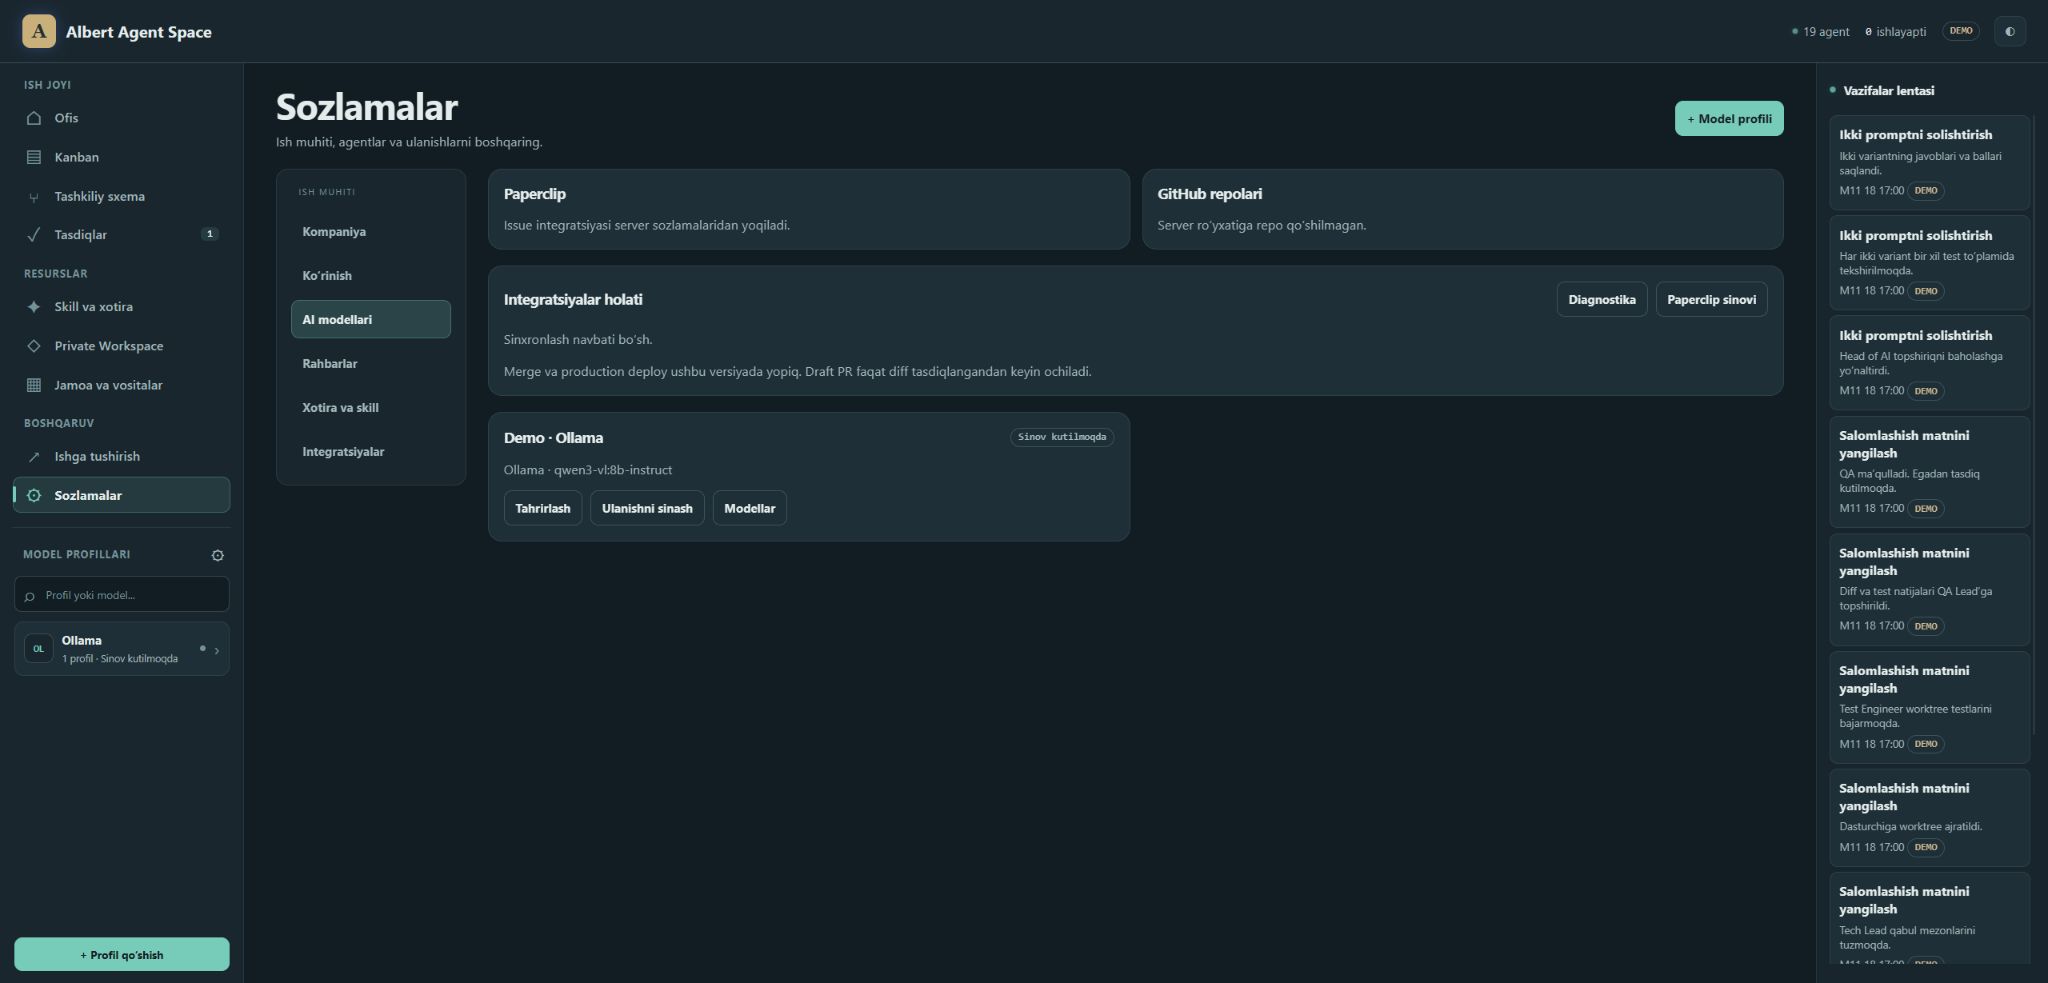 A
Albert Agent Space
19 agent
0 ishlayapti
DEMO
ISH JOYI
Ofis
Kanban
Tashkiliy sxema
Tasdiqlar
1
RESURSLAR
Skill va xotira
Private Workspace
Jamoa va vositalar
BOSHQARUV
Ishga tushirish
Sozlamalar
MODEL PROFILLARI
Profil yoki model...
OL
Ollama
1 profil · Sinov kutilmoqda
+ Profil qo‘shish
Sozlamalar
Ish muhiti, agentlar va ulanishlarni boshqaring.
+ Model profili
ISH MUHITI
Kompaniya
Ko‘rinish
AI modellari
Rahbarlar
Xotira va skill
Integratsiyalar
Paperclip
Issue integratsiyasi server sozlamalaridan yoqiladi.
GitHub repolari
Server ro‘yxatiga repo qo‘shilmagan.
Integratsiyalar holati
Diagnostika
Paperclip sinovi
Sinxronlash navbati bo‘sh.
Merge va production deploy ushbu versiyada yopiq. Draft PR faqat diff tasdiqlangandan keyin ochiladi.
Demo · Ollama
Sinov kutilmoqda
Ollama · qwen3-vl:8b-instruct
Tahrirlash
Ulanishni sinash
Modellar
Vazifalar lentasi
Ikki promptni solishtirish
Ikki variantning javoblari va ballari
saqlandi.
M11 18 17:00 DEMO
Ikki promptni solishtirish
Har ikki variant bir xil test to‘plamida
tekshirilmoqda.
M11 18 17:00 DEMO
Ikki promptni solishtirish
Head of AI topshiriqni baholashga
yo‘naltirdi.
M11 18 17:00 DEMO
Salomlashish matnini
yangilash
QA ma’qulladi. Egadan tasdiq
kutilmoqda.
M11 18 17:00 DEMO
Salomlashish matnini
yangilash
Diff va test natijalari QA Lead’ga
topshirildi.
M11 18 17:00 DEMO
Salomlashish matnini
yangilash
Test Engineer worktree testlarini
bajarmoqda.
M11 18 17:00 DEMO
Salomlashish matnini
yangilash
Dasturchiga worktree ajratildi.
M11 18 17:00 DEMO
Salomlashish matnini
yangilash
Tech Lead qabul mezonlarini
tuzmoqda.
M11 18 17:00 DEMO